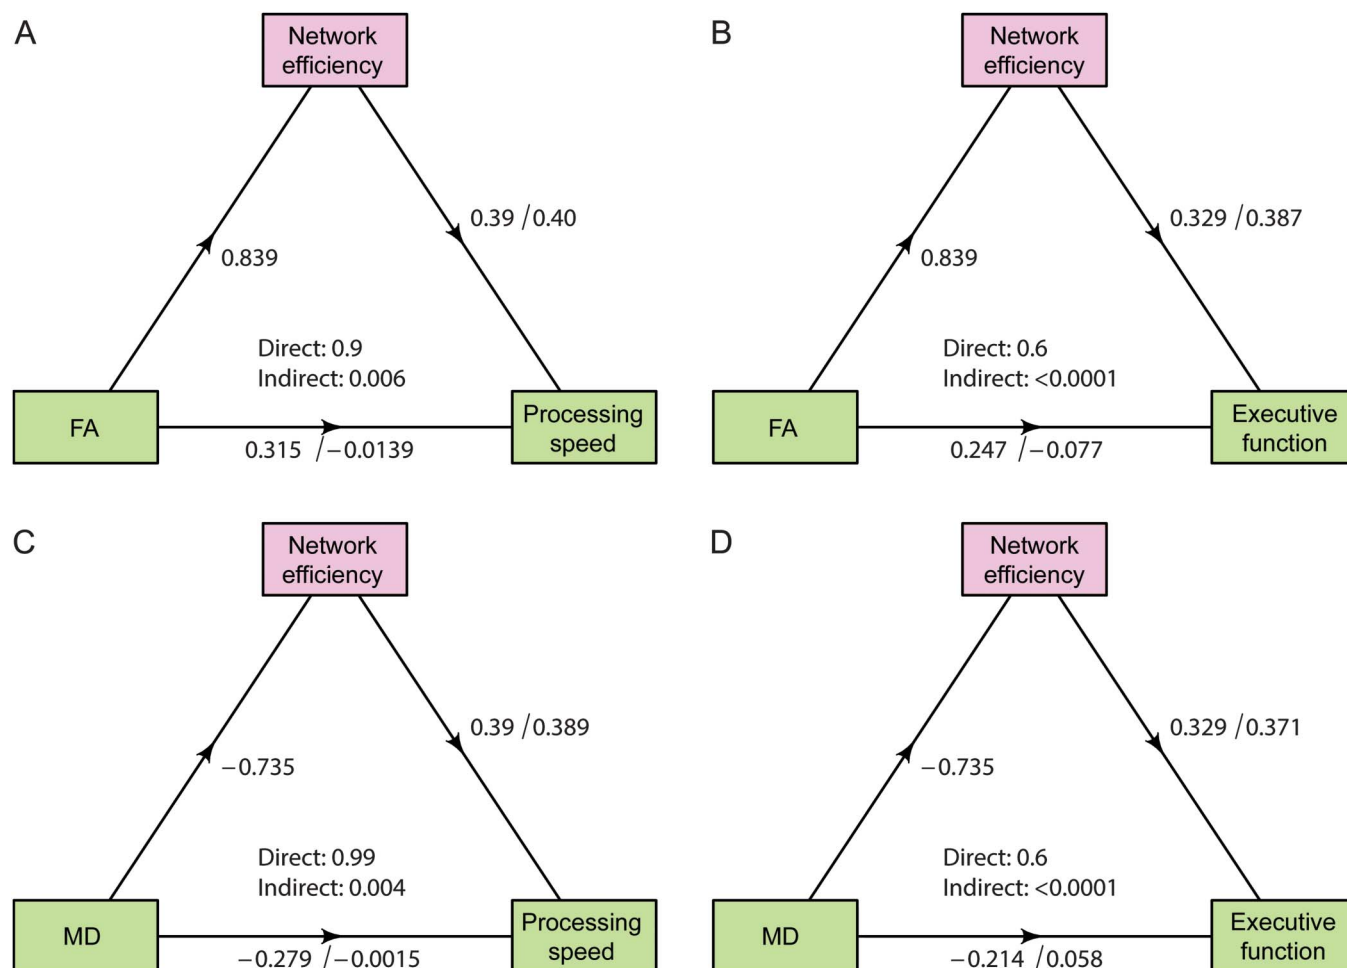 A
Network
efficiency
0.39 /0.40
0.839
Direct: 0.9
Indirect: 0.006
FA
Processing
speed
0.315 /−0.0139
B
Network
efficiency
0.329 /0.387
0.839
Direct: 0.6
Indirect: <0.0001
FA
Executive
function
0.247 /−0.077
C
Network
efficiency
0.39 /0.389
−0.735
Direct: 0.99
Indirect: 0.004
MD
Processing
speed
−0.279 /−0.0015
D
Network
efficiency
0.329 /0.371
−0.735
Direct: 0.6
Indirect: <0.0001
MD
Executive
function
−0.214 /0.058